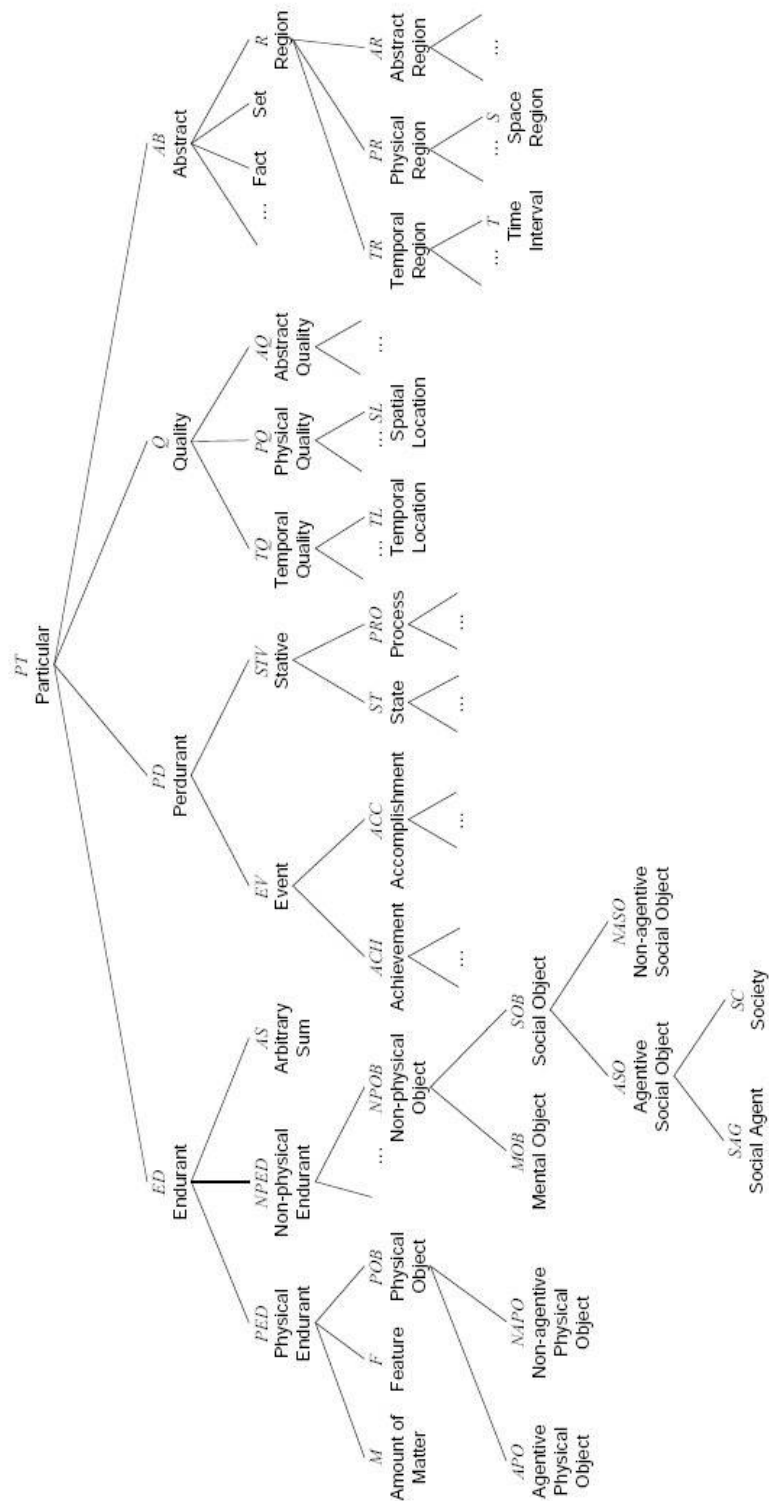 PT
Particular
ED
Endurant
PD
Perdurant
Q
Quality
AB
Abstract
PED
Physical
Endurant
NPED
Non-physical
Endurant
AS
Arbitrary
Sum
EV
Event
STV
Stative
TQ
Temporal
Quality
PQ
Physical
Quality
AQ
Abstract
Quality
...
Fact
Set
R
Region
M
Amount of
Matter
F
Feature
POB
Physical
Object
...
NPOB
Non-physical
Object
ACH
Achievement
ACC
Accomplishment
ST
State
PRO
Process
... TL
Temporal
Location
... SL
Spatial
Location
...
TR
Temporal
Region
PR
Physical
Region
AR
Abstract
Region
APO
Agentive
Physical
Object
NAPO
Non-agentive
Physical
Object
MOB
Mental Object
SOB
Social Object
...
...
...
...
... T
Time
Interval
... S
Space
Region
...
ASO
Agentive
Social Object
NASO
Non-agentive
Social Object
SAG
Social Agent
SC
Society